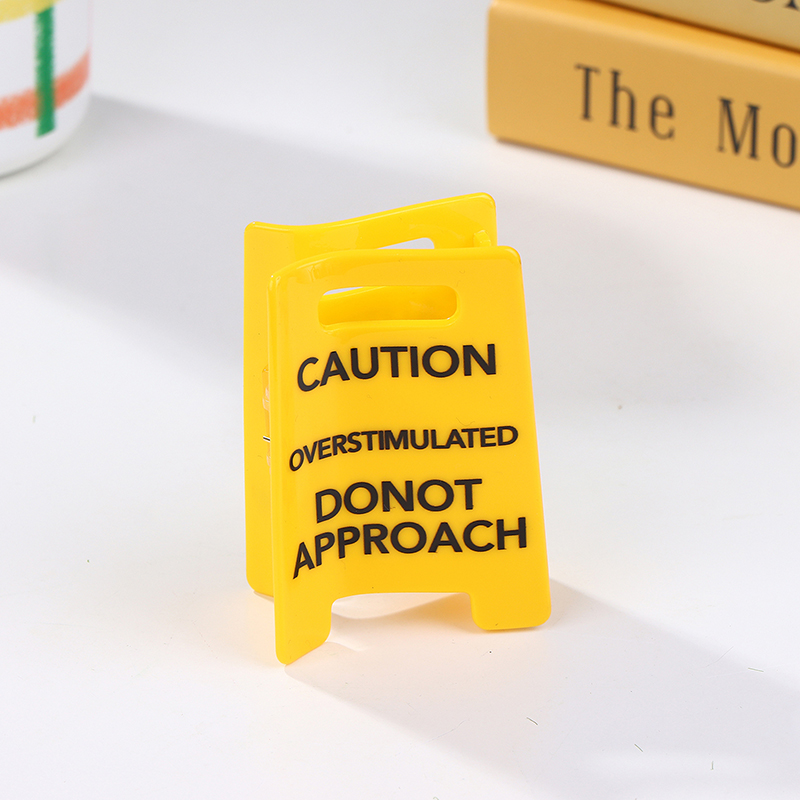 The Mo
CAUTION
OVERSTIMULATED
DONOT
APPROACH